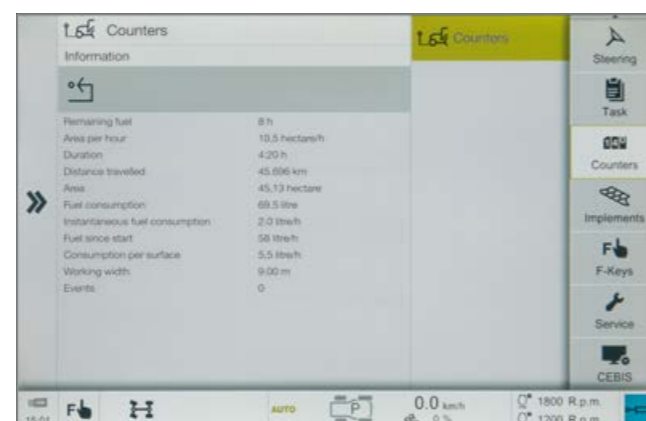 Counters
Information
Remaining fuel 8 h
Area per hour 10,5 hectare/h
Duration 4:20 h
Distance travelled 45.696 km
Area 45,13 hectare
Fuel consumption 69.5 litre
Instantaneous fuel consumption 2.0 litre/h
Fuel since start 58 litre/h
Consumption per surface 5,5 litre/h
Working width 9.00 m
Events 0
Counters
Steering
Task
Counters
Implements
F-Keys
Service
CEBIS
F
AUTO
P
0.0 km/h
0 %
1800 R.p.m.
1200 R.p.m.